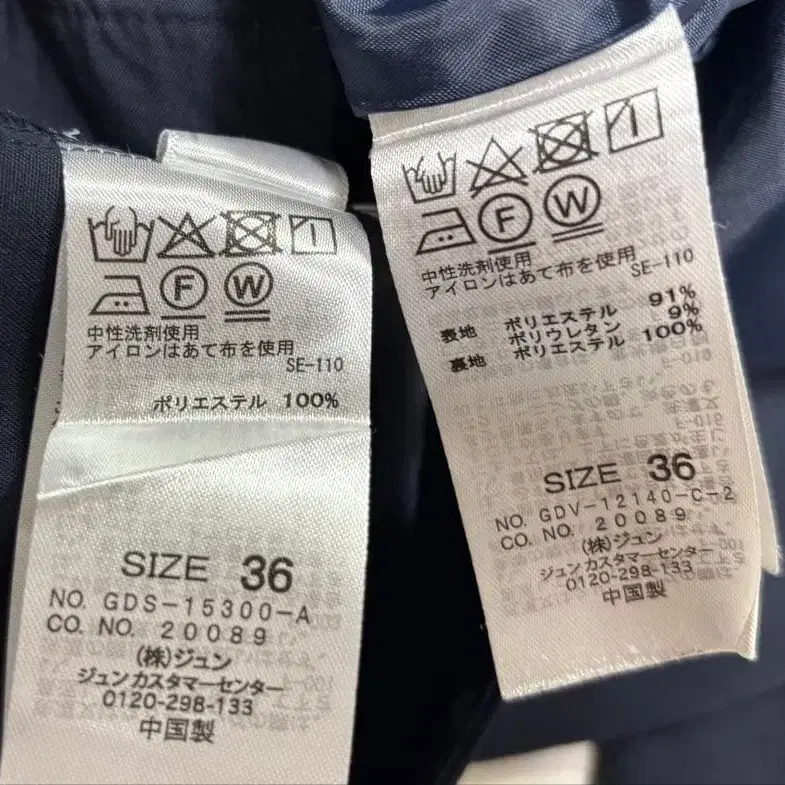 F
W
中性洗剤使用
アイロンはあて布を使用
SE-110
ポリエステル 100%
SIZE 36
NO. GDS-15300-A
CO. NO. 20089
(株)ジュン
ジュン カスタマーセンター
0120-298-133
中国製
F
W
中性洗剤使用
アイロンはあて布を使用
SE-110
表地 ポリエステル 91%
ポリウレタン 9%
裏地 ポリエステル 100%
SIZE 36
NO. GDV-12140-C-2
CO. NO. 20089
(株)ジュン
ジュン カスタマーセンター
0120-298-133
中国製